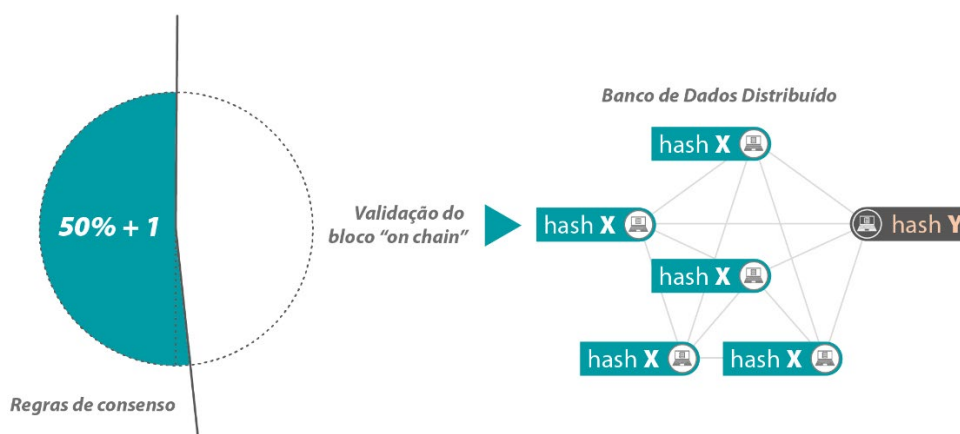 50% + 1
Regras de consenso
Validação do
bloco “on chain”
Banco de Dados Distribuído
hash X
hash X
hash Y
hash X
hash X
hash X